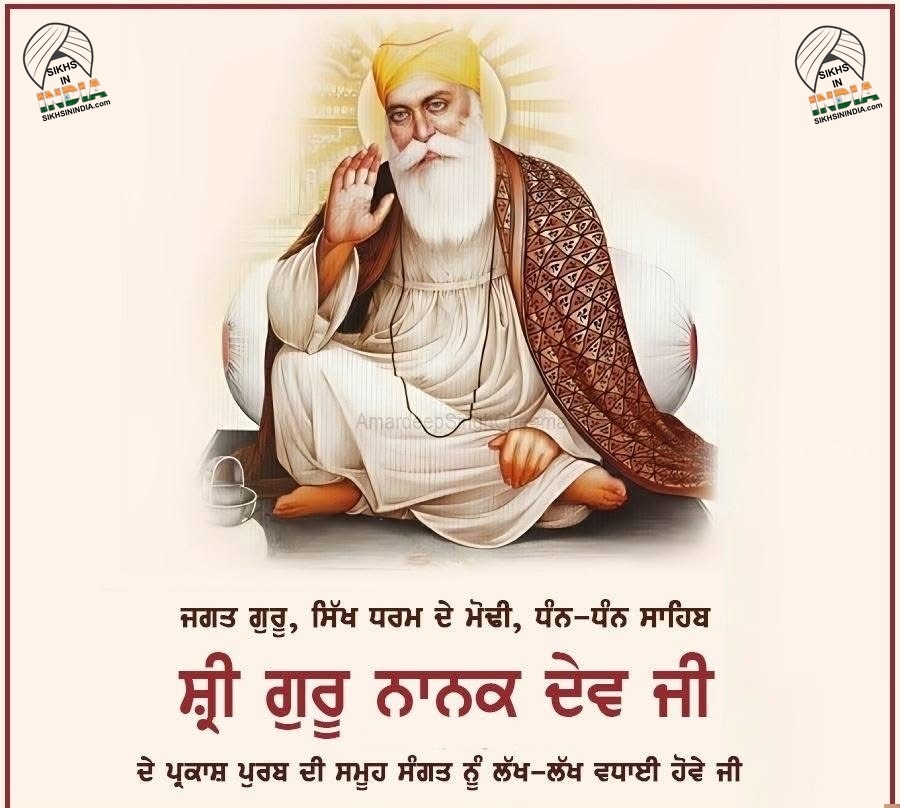 SIKHS
IN
INDIA
SIKHSININDIA.com
SIKHS
IN
INDIA
SIKHSININDIA.com
ਜਗਤ ਗੁਰੂ, ਸਿੱਖ ਧਰਮ ਦੇ ਮੋਢੀ, ਧੰਨ-ਧੰਨ ਸਾਹਿਬ
ਸ਼੍ਰੀ ਗੁਰੂ ਨਾਨਕ ਦੇਵ ਜੀ
ਦੇ ਪ੍ਰਕਾਸ਼ ਪੁਰਬ ਦੀ ਸਮੂਹ ਸੰਗਤ ਨੂੰ ਲੱਖ-ਲੱਖ ਵਧਾਈ ਹੋਵੇ ਜੀ